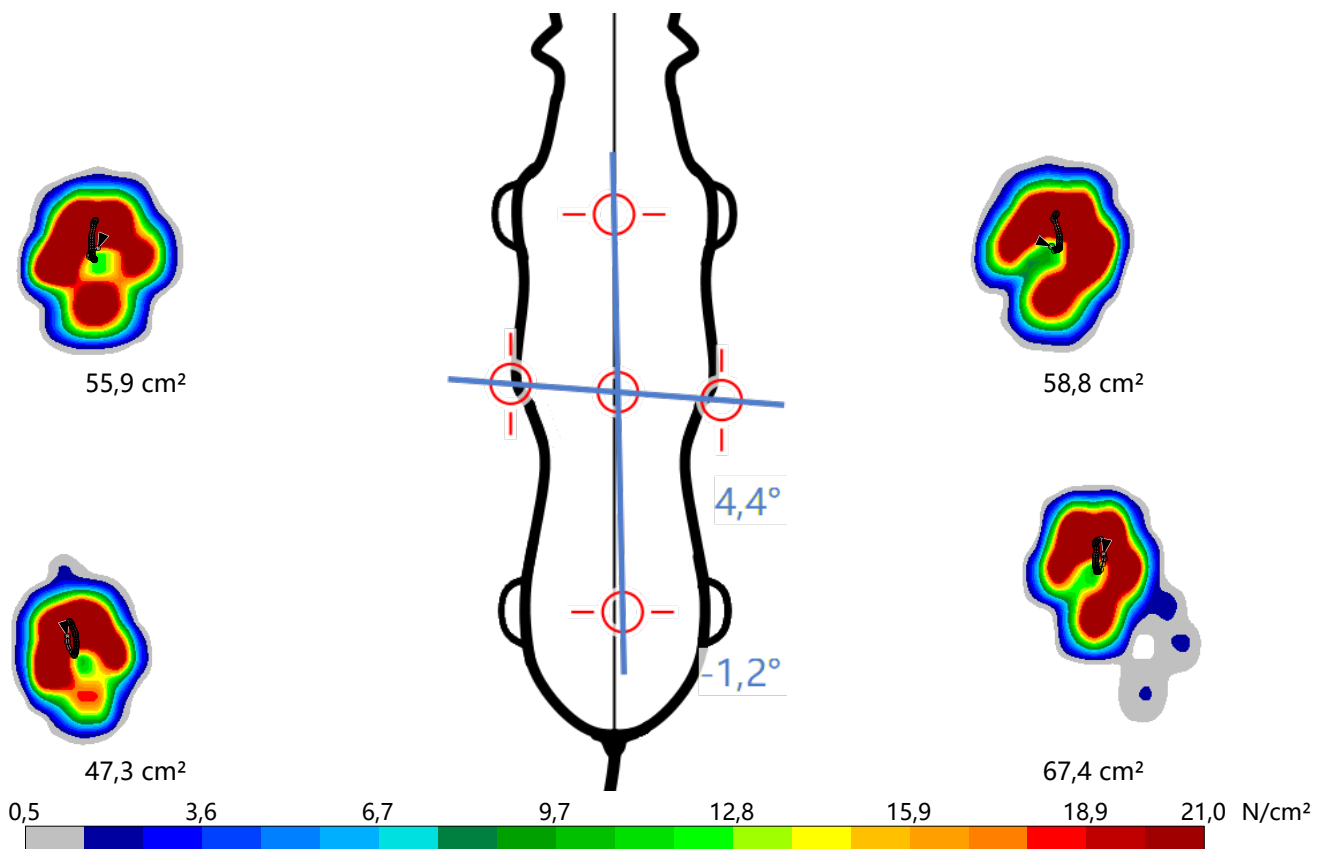 55,9 cm²
58,8 cm²
4,4°
-1,2°
47,3 cm²
67,4 cm²
0,5 3,6 6,7 9,7 12,8 15,9 18,9 21,0 N/cm²